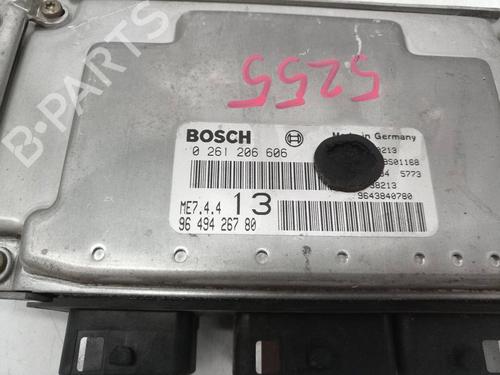 B-PARTS
5255
BOSCH
Made in Germany
0 261 206 606
5773
9643840780
ME7.4.4 13
96 494 267 80